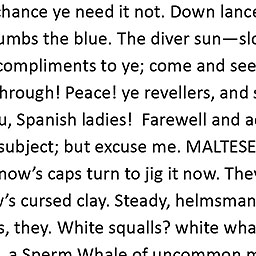 chance ye need it not. Down lance
umbs the blue. The diver sun—slo
compliments to ye; come and see
hrough! Peace! ye revellers, and s
u, Spanish ladies!  Farewell and a
subject; but excuse me. MALTESE
now's caps turn to jig it now. They
v's cursed clay. Steady, helmsman
s, they. White squalls? white wha
a Sperm Whale of uncommon m